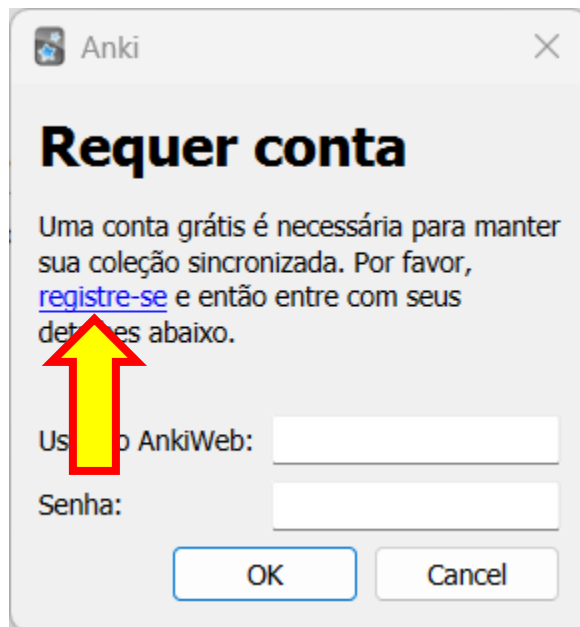 Anki
Requer conta
Uma conta grátis é necessária para manter
sua coleção sincronizada. Por favor,
registre-se e então entre com seus
abaixo.
AnkiWeb:
Senha:
OK
Cancel